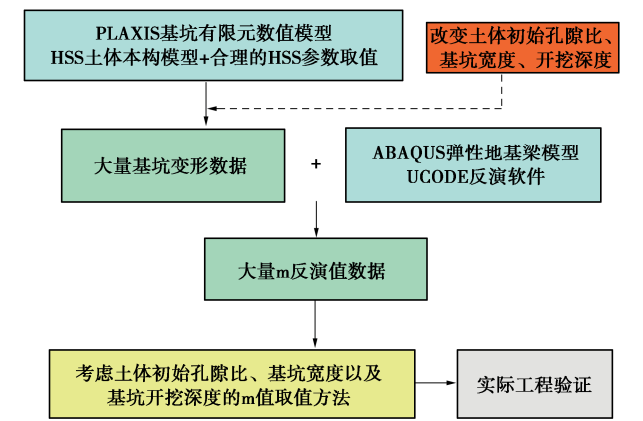 PLAXIS基坑有限元数值模型
HSS土体本构模型+合理的HSS参数取值
改变土体初始孔隙比、
基坑宽度、开挖深度
大量基坑变形数据
+
ABAQUS弹性地基梁模型
UCODE反演软件
大量m反演值数据
考虑土体初始孔隙比、基坑宽度以及
基坑开挖深度的m值取值方法
实际工程验证